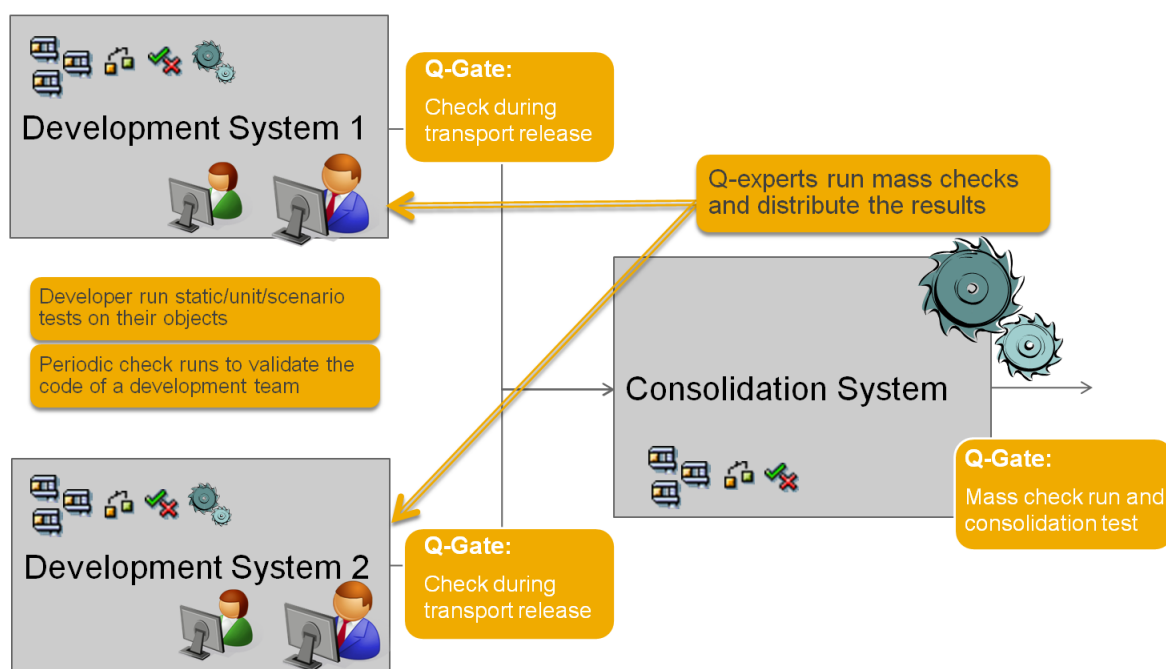 Development System 1
Q-Gate:
Check during
transport release
Q-experts run mass checks
and distribute the results
Developer run static/unit/scenario
tests on their objects
Periodic check runs to validate the
code of a development team
Consolidation System
Q-Gate:
Mass check run and
consolidation test
Development System 2
Q-Gate:
Check during
transport release